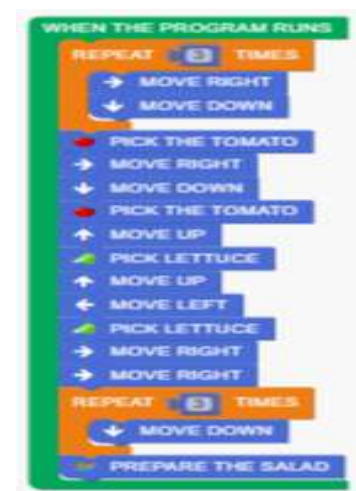 WHEN THE PROGRAM RUNS
REPEAT 3 TIMES
MOVE RIGHT
MOVE DOWN
PICK THE TOMATO
MOVE RIGHT
MOVE DOWN
PICK THE TOMATO
MOVE UP
PICK LETTUCE
MOVE UP
MOVE LEFT
PICK LETTUCE
MOVE RIGHT
MOVE RIGHT
REPEAT 3 TIMES
MOVE DOWN
PREPARE THE SALAD